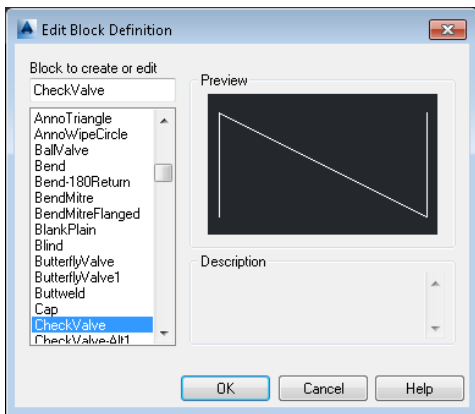 Edit Block Definition
Block to create or edit
CheckValve
AnnoTriangle
AnnoWipeCircle
BallValve
Bend
Bend-180Return
BendMitre
BendMitreFlanged
BlankPlain
Blind
ButterflyValve
ButterflyValve1
Buttweld
Cap
CheckValve
CheckValve-Alt1
Preview
Description
OK
Cancel
Help